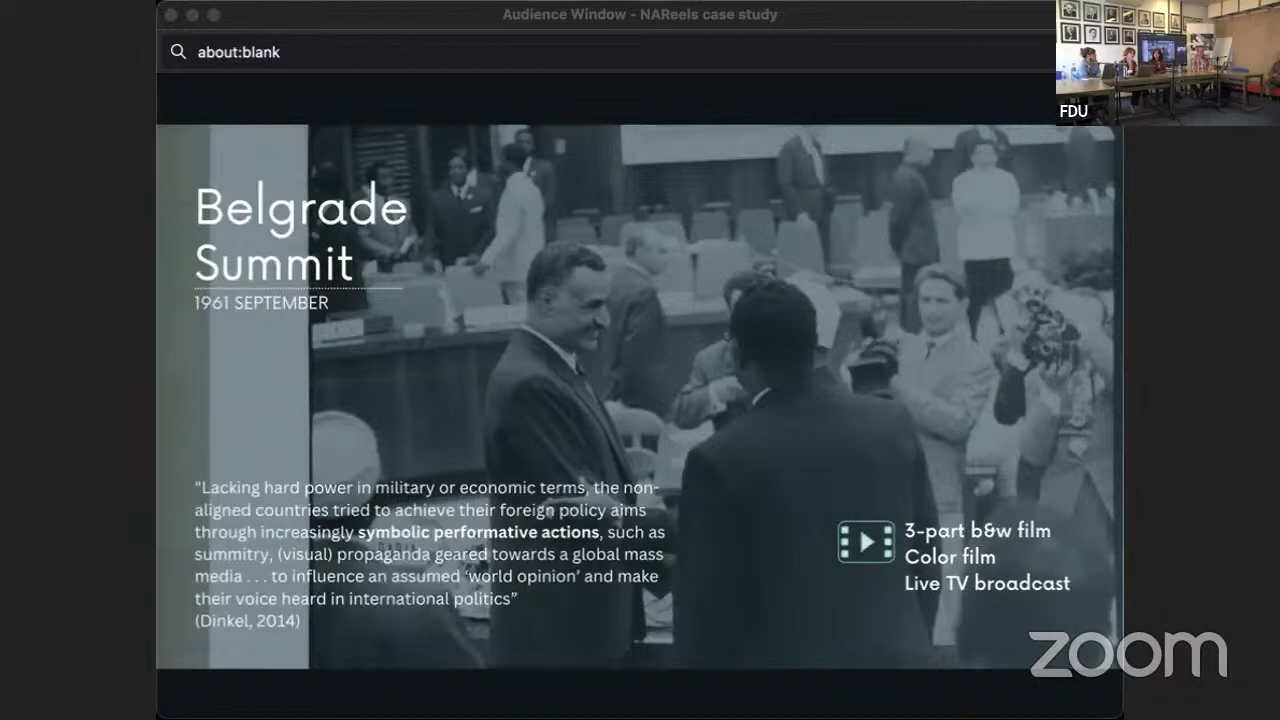 Audience Window - NAReels case study
about:blank
FDU
Belgrade
Summit
1961 SEPTEMBER
"Lacking hard power in military or economic terms, the non-
aligned countries tried to achieve their foreign policy aims
through increasingly symbolic performative actions, such as
summitry, (visual) propaganda geared towards a global mass
media . . . to influence an assumed ‘world opinion’ and make
their voice heard in international politics”
(Dinkel, 2014)
3-part b&w film
Color film
Live TV broadcast
zoom